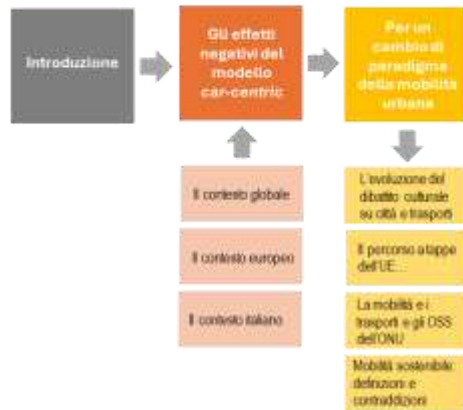 Introduzione
Gli effetti
negativi del
modello
car-centric
Per un
cambio di
paradigma
della mobilità
urbana
Il contesto globale
Il contesto europeo
Il contesto italiano
L'evoluzione del
dibattito culturale
su città e trasporti
Il percorso a tappe
dell'UE...
La mobilità e i
trasporti e gli OSS
dell'ONU
Mobilità sostenibile:
definizioni e
contraddizioni